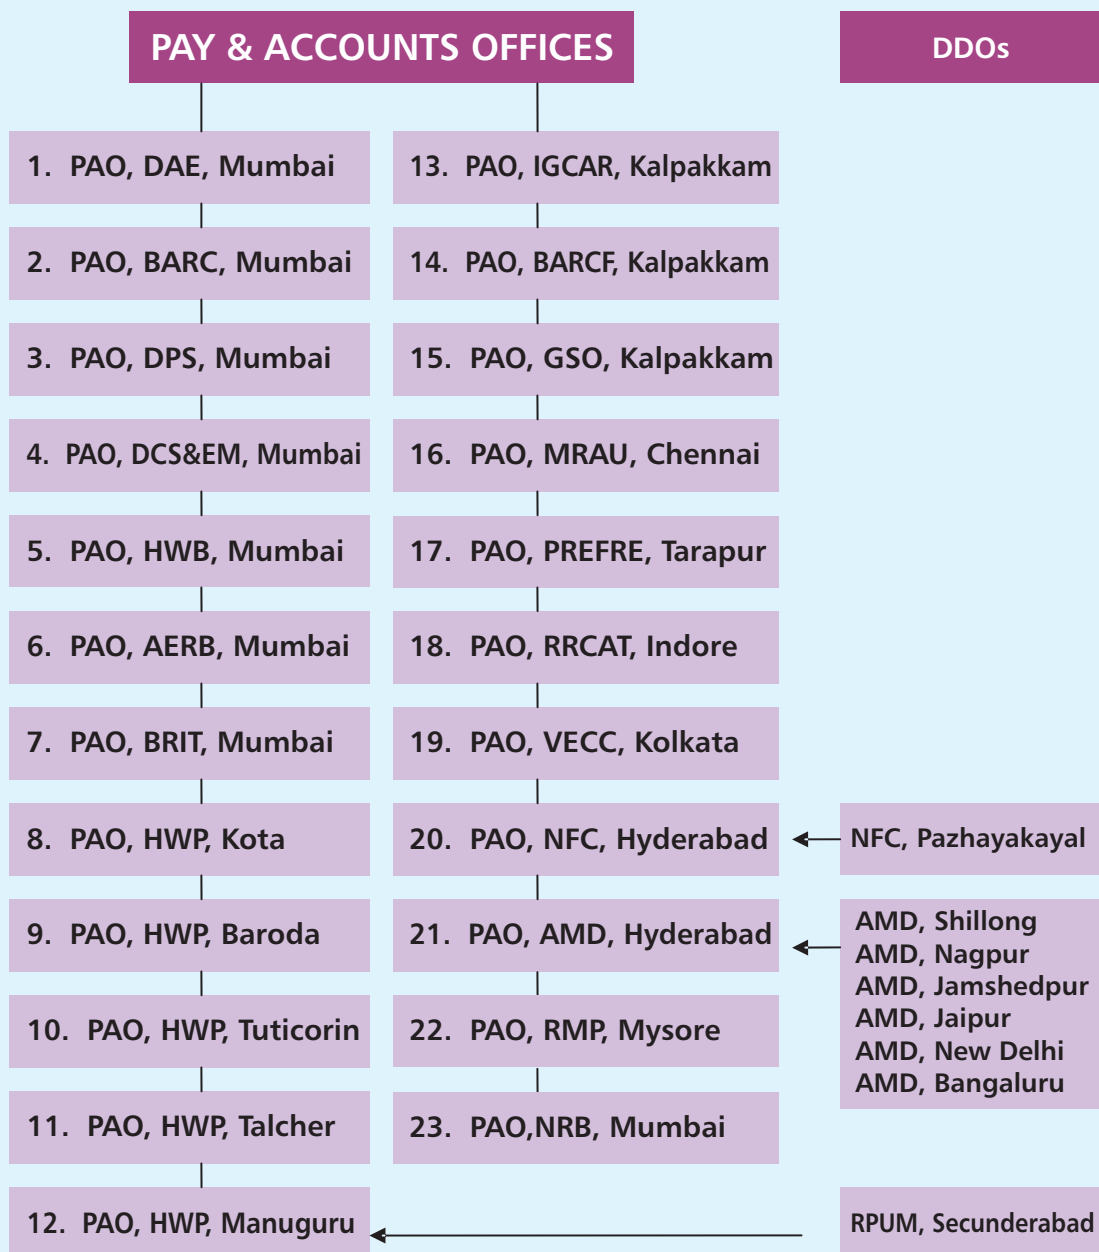 PAY & ACCOUNTS OFFICES
DDOs
1. PAO, DAE, Mumbai
2. PAO, BARC, Mumbai
3. PAO, DPS, Mumbai
4. PAO, DCS&EM, Mumbai
5. PAO, HWB, Mumbai
6. PAO, AERB, Mumbai
7. PAO, BRIT, Mumbai
8. PAO, HWP, Kota
9. PAO, HWP, Baroda
10. PAO, HWP, Tuticorin
11. PAO, HWP, Talcher
12. PAO, HWP, Manuguru
13. PAO, IGCAR, Kalpakkam
14. PAO, BARCF, Kalpakkam
15. PAO, GSO, Kalpakkam
16. PAO, MRAU, Chennai
17. PAO, PREFRE, Tarapur
18. PAO, RRCAT, Indore
19. PAO, VECC, Kolkata
20. PAO, NFC, Hyderabad
21. PAO, AMD, Hyderabad
22. PAO, RMP, Mysore
23. PAO,NRB, Mumbai
NFC, Pazhayakayal
AMD, Shillong
AMD, Nagpur
AMD, Jamshedpur
AMD, Jaipur
AMD, New Delhi
AMD, Bangaluru
RPUM, Secunderabad